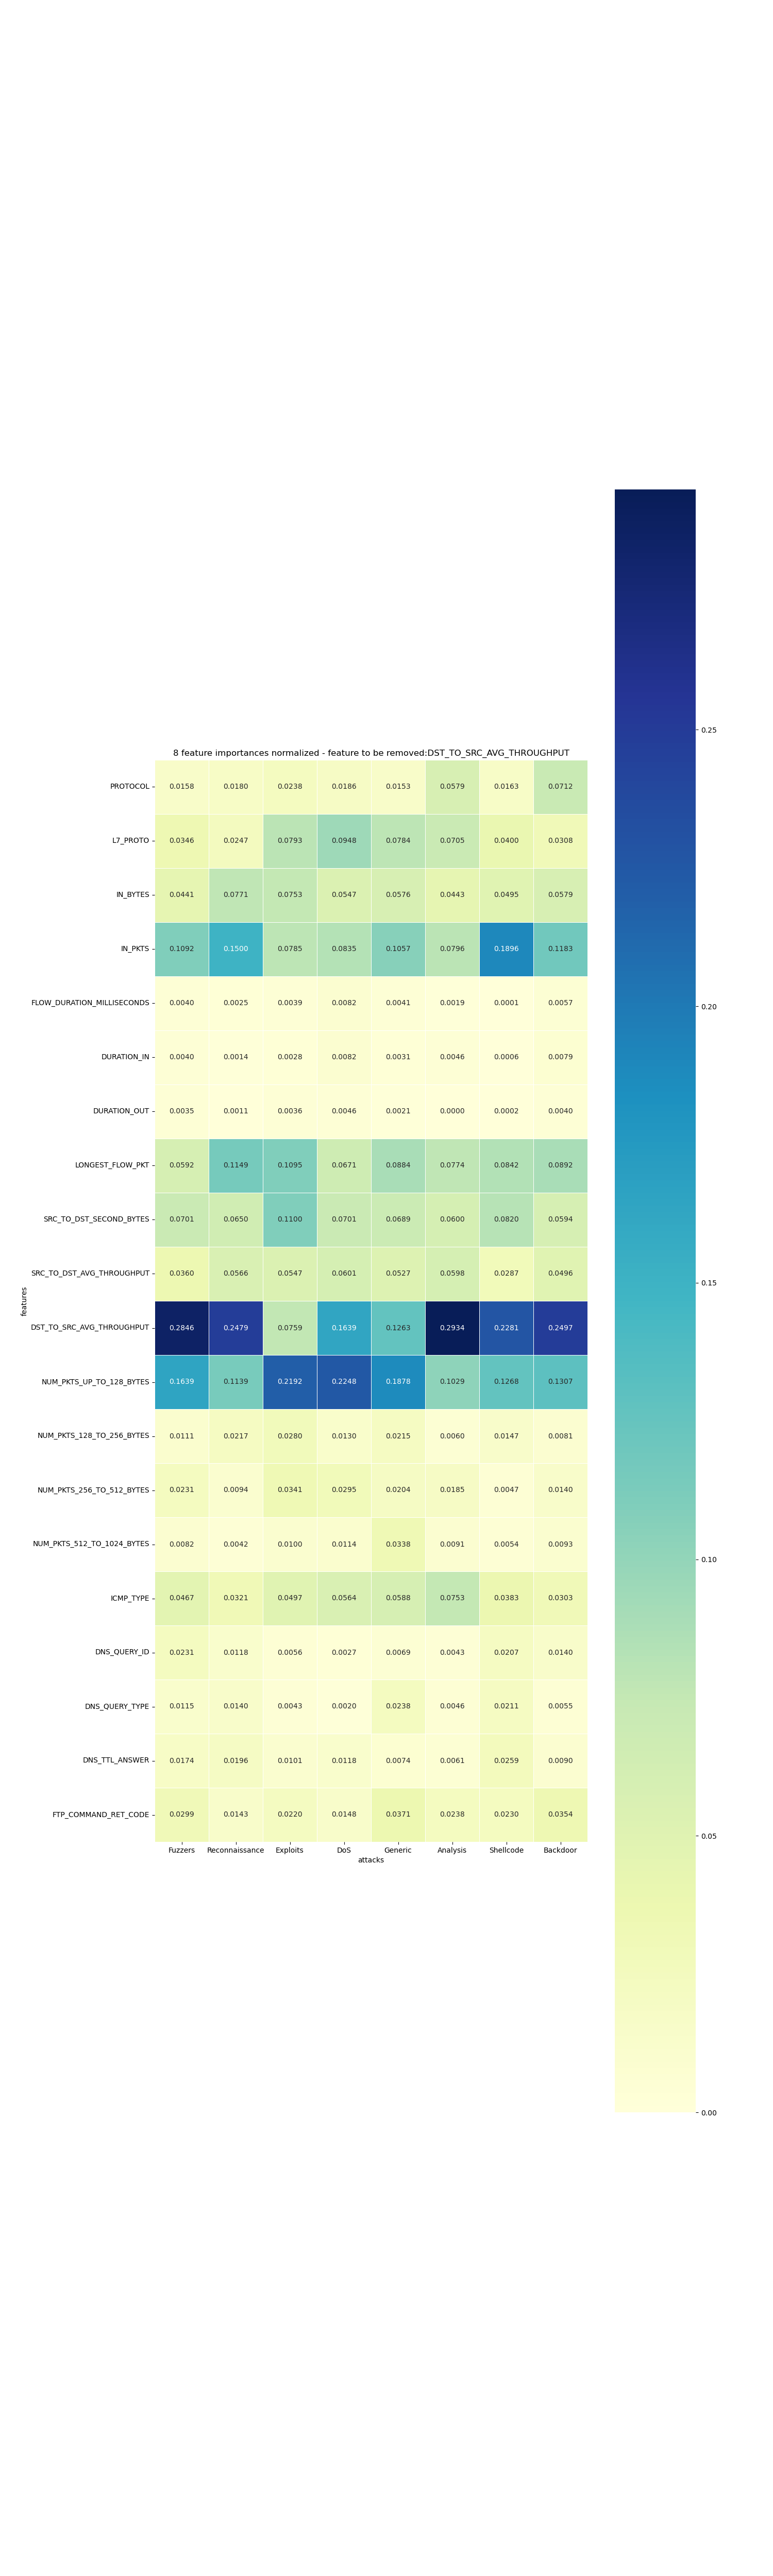 8 feature importances normalized - feature to be removed:DST_TO_SRC_AVG_THROUGHPUT
PROTOCOL 0.0158 0.0180 0.0238 0.0186 0.0153 0.0579 0.0163 0.0712
L7_PROTO 0.0346 0.0247 0.0793 0.0948 0.0784 0.0705 0.0400 0.0308
IN_BYTES 0.0441 0.0771 0.0753 0.0547 0.0576 0.0443 0.0495 0.0579
IN_PKTS 0.1092 0.1500 0.0785 0.0835 0.1057 0.0796 0.1896 0.1183
FLOW_DURATION_MILLISECONDS 0.0040 0.0025 0.0039 0.0082 0.0041 0.0019 0.0001 0.0057
DURATION_IN 0.0040 0.0014 0.0028 0.0082 0.0031 0.0046 0.0006 0.0079
DURATION_OUT 0.0035 0.0011 0.0036 0.0046 0.0021 0.0000 0.0002 0.0040
LONGEST_FLOW_PKT 0.0592 0.1149 0.1095 0.0671 0.0884 0.0774 0.0842 0.0892
SRC_TO_DST_SECOND_BYTES 0.0701 0.0650 0.1100 0.0701 0.0689 0.0600 0.0820 0.0594
SRC_TO_DST_AVG_THROUGHPUT 0.0360 0.0566 0.0547 0.0601 0.0527 0.0598 0.0287 0.0496
DST_TO_SRC_AVG_THROUGHPUT 0.2846 0.2479 0.0759 0.1639 0.1263 0.2934 0.2281 0.2497
NUM_PKTS_UP_TO_128_BYTES 0.1639 0.1139 0.2192 0.2248 0.1878 0.1029 0.1268 0.1307
NUM_PKTS_128_TO_256_BYTES 0.0111 0.0217 0.0280 0.0130 0.0215 0.0060 0.0147 0.0081
NUM_PKTS_256_TO_512_BYTES 0.0231 0.0094 0.0341 0.0295 0.0204 0.0185 0.0047 0.0140
NUM_PKTS_512_TO_1024_BYTES 0.0082 0.0042 0.0100 0.0114 0.0338 0.0091 0.0054 0.0093
ICMP_TYPE 0.0467 0.0321 0.0497 0.0564 0.0588 0.0753 0.0383 0.0303
DNS_QUERY_ID 0.0231 0.0118 0.0056 0.0027 0.0069 0.0043 0.0207 0.0140
DNS_QUERY_TYPE 0.0115 0.0140 0.0043 0.0020 0.0238 0.0046 0.0211 0.0055
DNS_TTL_ANSWER 0.0174 0.0196 0.0101 0.0118 0.0074 0.0061 0.0259 0.0090
FTP_COMMAND_RET_CODE 0.0299 0.0143 0.0220 0.0148 0.0371 0.0238 0.0230 0.0354
Fuzzers Reconnaissance Exploits DoS Generic Analysis Shellcode Backdoor
attacks
features
0.25
0.20
0.15
0.10
0.05
0.00